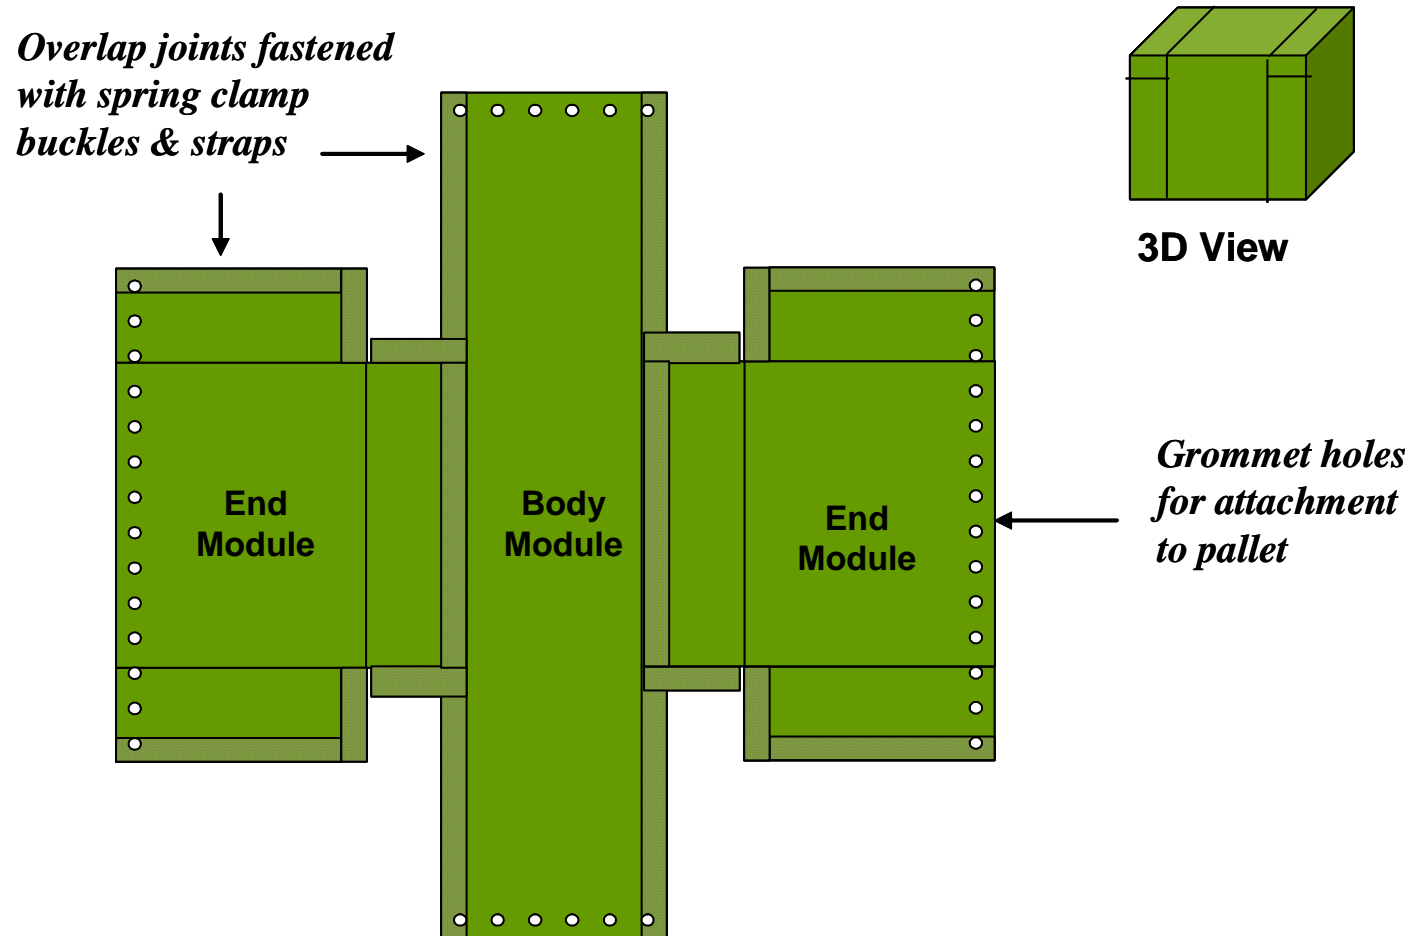 Overlap joints fastened
with spring clamp
buckles & straps
3D View
End
Module
Body
Module
End
Module
Grommet holes
for attachment
to pallet